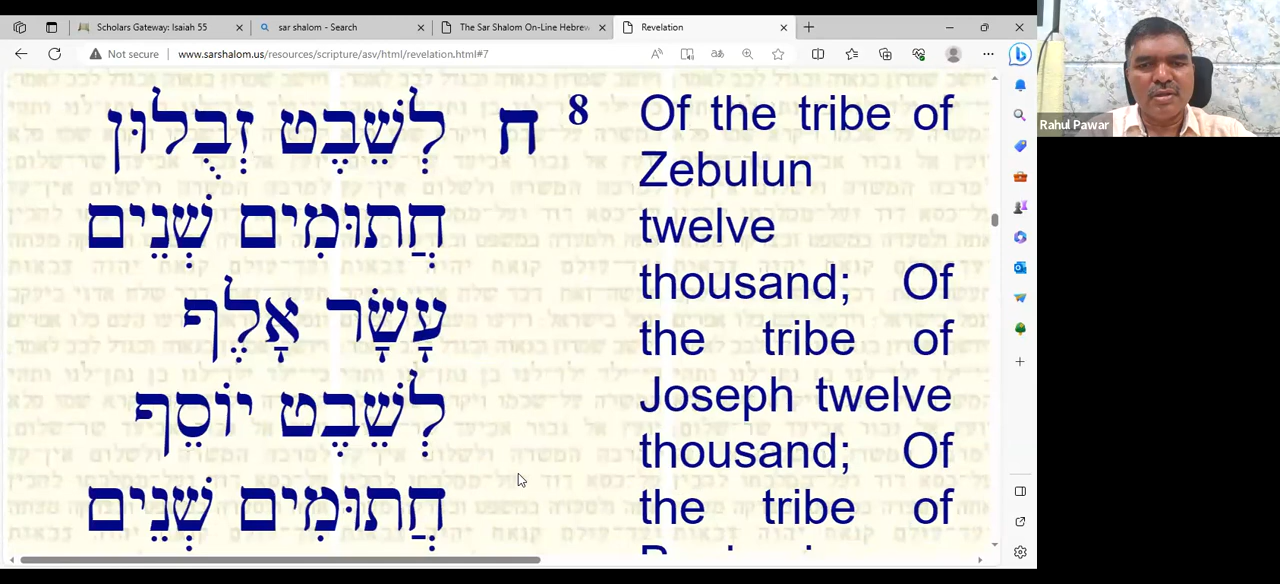 Scholars Gateway: Isaiah 55
sar shalom - Search
The Sar Shalom On-Line Hebrew
Revelation
Not secure
www.sarshalom.us/resources/scripture/asv/html/revelation.html#7
Rahul Pawar
ח לְשֵׁבֶט זְבֻלוּן
חֲתוּמִים שְׁנֵים
עָשָׂר אָלֶף
לְשֵׁבֶט יוֹסֵף
חֲתוּמִים שְׁנֵים
8 Of the tribe of
Zebulun
twelve
thousand; Of
the tribe of
Joseph twelve
thousand; Of
the tribe of